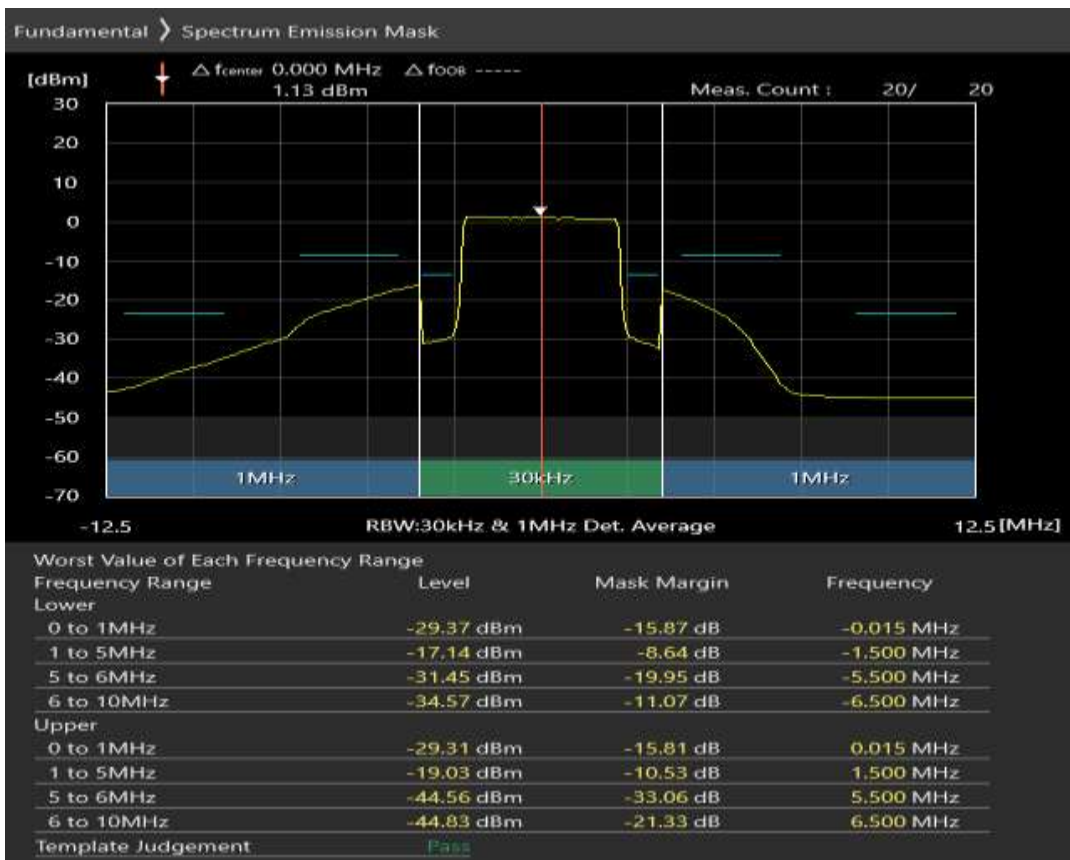 Fundamental ❯ Spectrum Emission Mask
[dBm] △ fcenter 0.000 MHz △ fOOB -----
1.13 dBm Meas. Count : 20/ 20
30
20
10
0
-10
-20
-30
-40
-50
-60
-70
1MHz 30kHz 1MHz
-12.5 RBW:30kHz & 1MHz Det. Average 12.5 [MHz]
Worst Value of Each Frequency Range
Frequency Range Level Mask Margin Frequency
Lower
0 to 1MHz -29.37 dBm -15.87 dB -0.015 MHz
1 to 5MHz -17.14 dBm -8.64 dB -1.500 MHz
5 to 6MHz -31.45 dBm -19.95 dB -5.500 MHz
6 to 10MHz -34.57 dBm -11.07 dB -6.500 MHz
Upper
0 to 1MHz -29.31 dBm -15.81 dB 0.015 MHz
1 to 5MHz -19.03 dBm -10.53 dB 1.500 MHz
5 to 6MHz -44.56 dBm -33.06 dB 5.500 MHz
6 to 10MHz -44.83 dBm -21.33 dB 6.500 MHz
Template Judgement Pass